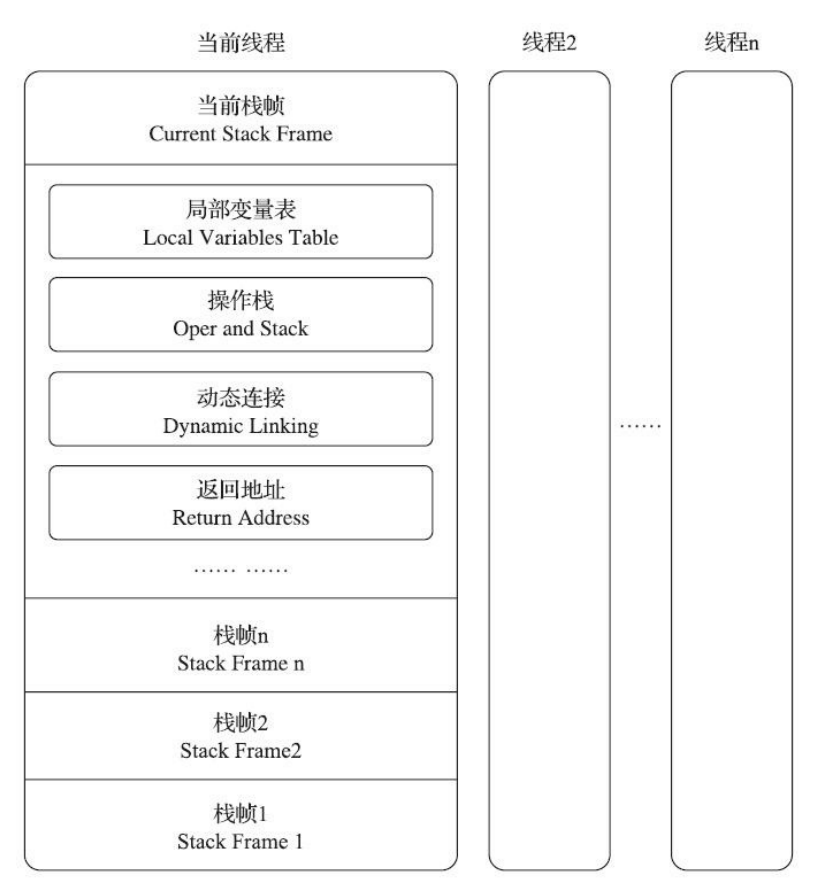 当前线程
线程2
线程n
当前栈帧
Current Stack Frame
局部变量表
Local Variables Table
操作栈
Oper and Stack
动态连接
Dynamic Linking
返回地址
Return Address
…… ……
……
栈帧n
Stack Frame n
栈帧2
Stack Frame2
栈帧1
Stack Frame 1